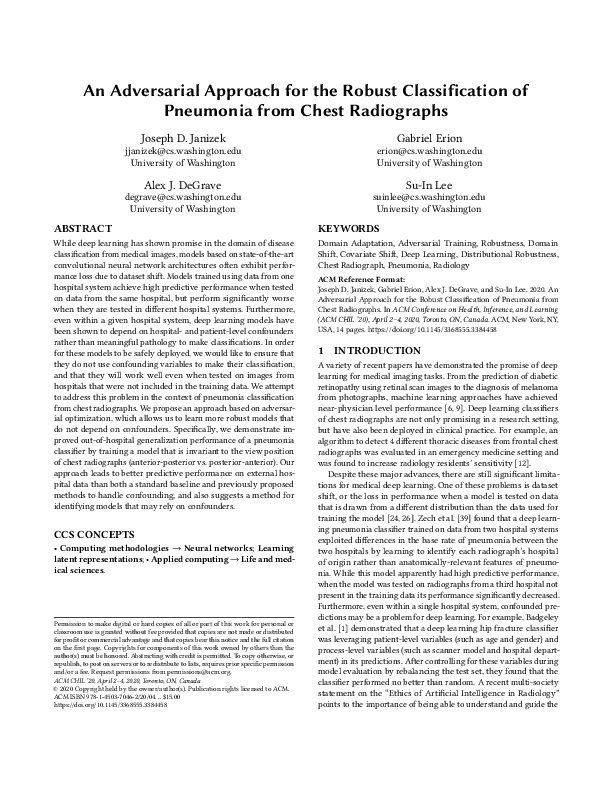 An Adversarial Approach for the Robust Classification of
Pneumonia from Chest Radiographs
Joseph D. Janizek
jjanizek@cs.washington.edu
University of Washington
Gabriel Erion
erion@cs.washington.edu
University of Washington
Alex J. DeGrave
degrave@cs.washington.edu
University of Washington
Su-In Lee
suinlee@cs.washington.edu
University of Washington
ABSTRACT
While deep learning has shown promise in the domain of disease
classification from medical images, models based on state-of-the-art
convolutional neural network architectures often exhibit perfor-
mance loss due to dataset shift. Models trained using data from one
hospital system achieve high predictive performance when tested
on data from the same hospital, but perform significantly worse
when they are tested in different hospital systems. Furthermore,
even within a given hospital system, deep learning models have
been shown to depend on hospital- and patient-level confounders
rather than meaningful pathology to make classifications. In order
for these models to be safely deployed, we would like to ensure that
they do not use confounding variables to make their classification,
and that they will work well even when tested on images from
hospitals that were not included in the training data. We attempt
to address this problem in the context of pneumonia classification
from chest radiographs. We propose an approach based on adversar-
ial optimization, which allows us to learn more robust models that
do not depend on confounders. Specifically, we demonstrate im-
proved out-of-hospital generalization performance of a pneumonia
classifier by training a model that is invariant to the view position
of chest radiographs (anterior-posterior vs. posterior-anterior). Our
approach leads to better predictive performance on external hos-
pital data than both a standard baseline and previously proposed
methods to handle confounding, and also suggests a method for
identifying models that may rely on confounders.
CCS CONCEPTS
• Computing methodologies → Neural networks; Learning
latent representations; • Applied computing → Life and med-
ical sciences.
Permission to make digital or hard copies of all or part of this work for personal or
classroom use is granted without fee provided that copies are not made or distributed
for profit or commercial advantage and that copies bear this notice and the full citation
on the first page. Copyrights for components of this work owned by others than the
author(s) must be honored. Abstracting with credit is permitted. To copy otherwise, or
republish, to post on servers or to redistribute to lists, requires prior specific permission
and/or a fee. Request permissions from permissions@acm.org.
ACM CHIL '20, April 2–4, 2020, Toronto, ON, Canada
© 2020 Copyright held by the owner/author(s). Publication rights licensed to ACM.
ACM ISBN 978-1-4503-7046-2/20/04...$15.00
https://doi.org/10.1145/3368555.3384458
KEYWORDS
Domain Adaptation, Adversarial Training, Robustness, Domain
Shift, Covariate Shift, Deep Learning, Distributional Robustness,
Chest Radiograph, Pneumonia, Radiology
ACM Reference Format:
Joseph D. Janizek, Gabriel Erion, Alex J. DeGrave, and Su-In Lee. 2020. An
Adversarial Approach for the Robust Classification of Pneumonia from
Chest Radiographs. In ACM Conference on Health, Inference, and Learning
(ACM CHIL '20), April 2–4, 2020, Toronto, ON, Canada. ACM, New York, NY,
USA, 14 pages. https://doi.org/10.1145/3368555.3384458
1 INTRODUCTION
A variety of recent papers have demonstrated the promise of deep
learning for medical imaging tasks. From the prediction of diabetic
retinopathy using retinal scan images to the diagnosis of melanoma
from photographs, machine learning approaches have achieved
near-physician level performance [6, 9]. Deep learning classifiers
of chest radiographs are not only promising in a research setting,
but have also been deployed in clinical practice. For example, an
algorithm to detect 4 different thoracic diseases from frontal chest
radiographs was evaluated in an emergency medicine setting and
was found to increase radiology residents' sensitivity [12].
Despite these major advances, there are still significant limita-
tions for medical deep learning. One of these problems is dataset
shift, or the loss in performance when a model is tested on data
that is drawn from a different distribution than the data used for
training the model [24, 26]. Zech et al. [39] found that a deep learn-
ing pneumonia classifier trained on data from two hospital systems
exploited differences in the base rate of pneumonia between the
two hospitals by learning to identify each radiograph's hospital
of origin rather than anatomically-relevant features of pneumo-
nia. While this model apparently had high predictive performance,
when the model was tested on radiographs from a third hospital not
present in the training data its performance significantly decreased.
Furthermore, even within a single hospital system, confounded pre-
dictions may be a problem for deep learning. For example, Badgeley
et al. [1] demonstrated that a deep learning hip fracture classifier
was leveraging patient-level variables (such as age and gender) and
process-level variables (such as scanner model and hospital depart-
ment) in its predictions. After controlling for these variables during
model evaluation by rebalancing the test set, they found that the
classifier performed no better than random. A recent multi-society
statement on the "Ethics of Artificial Intelligence in Radiology"
points to the importance of being able to understand and guide the